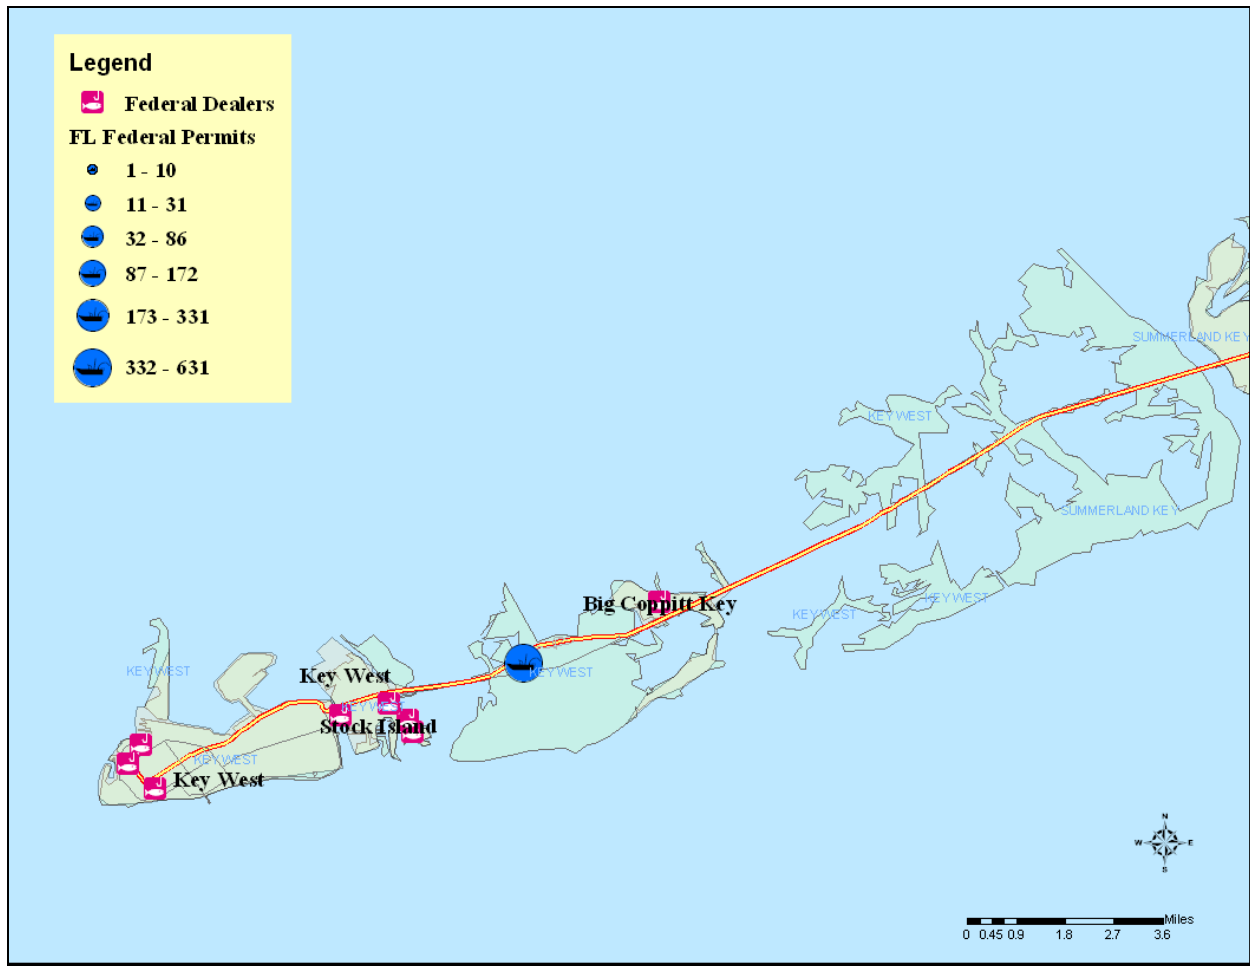 Legend
Federal Dealers
FL Federal Permits
1 - 10
11 - 31
32 - 86
87 - 172
173 - 331
332 - 631
SUMMERLAND KEY
KEY WEST
SUMMERLAND KEY
KEY WEST
KEY WEST
Big Coppitt Key
KEY WEST
KEY WEST
Key West
KEY WEST
Stock Island
KEY WEST
Key West
N
W
E
S
Miles
0 0.45 0.9 1.8 2.7 3.6